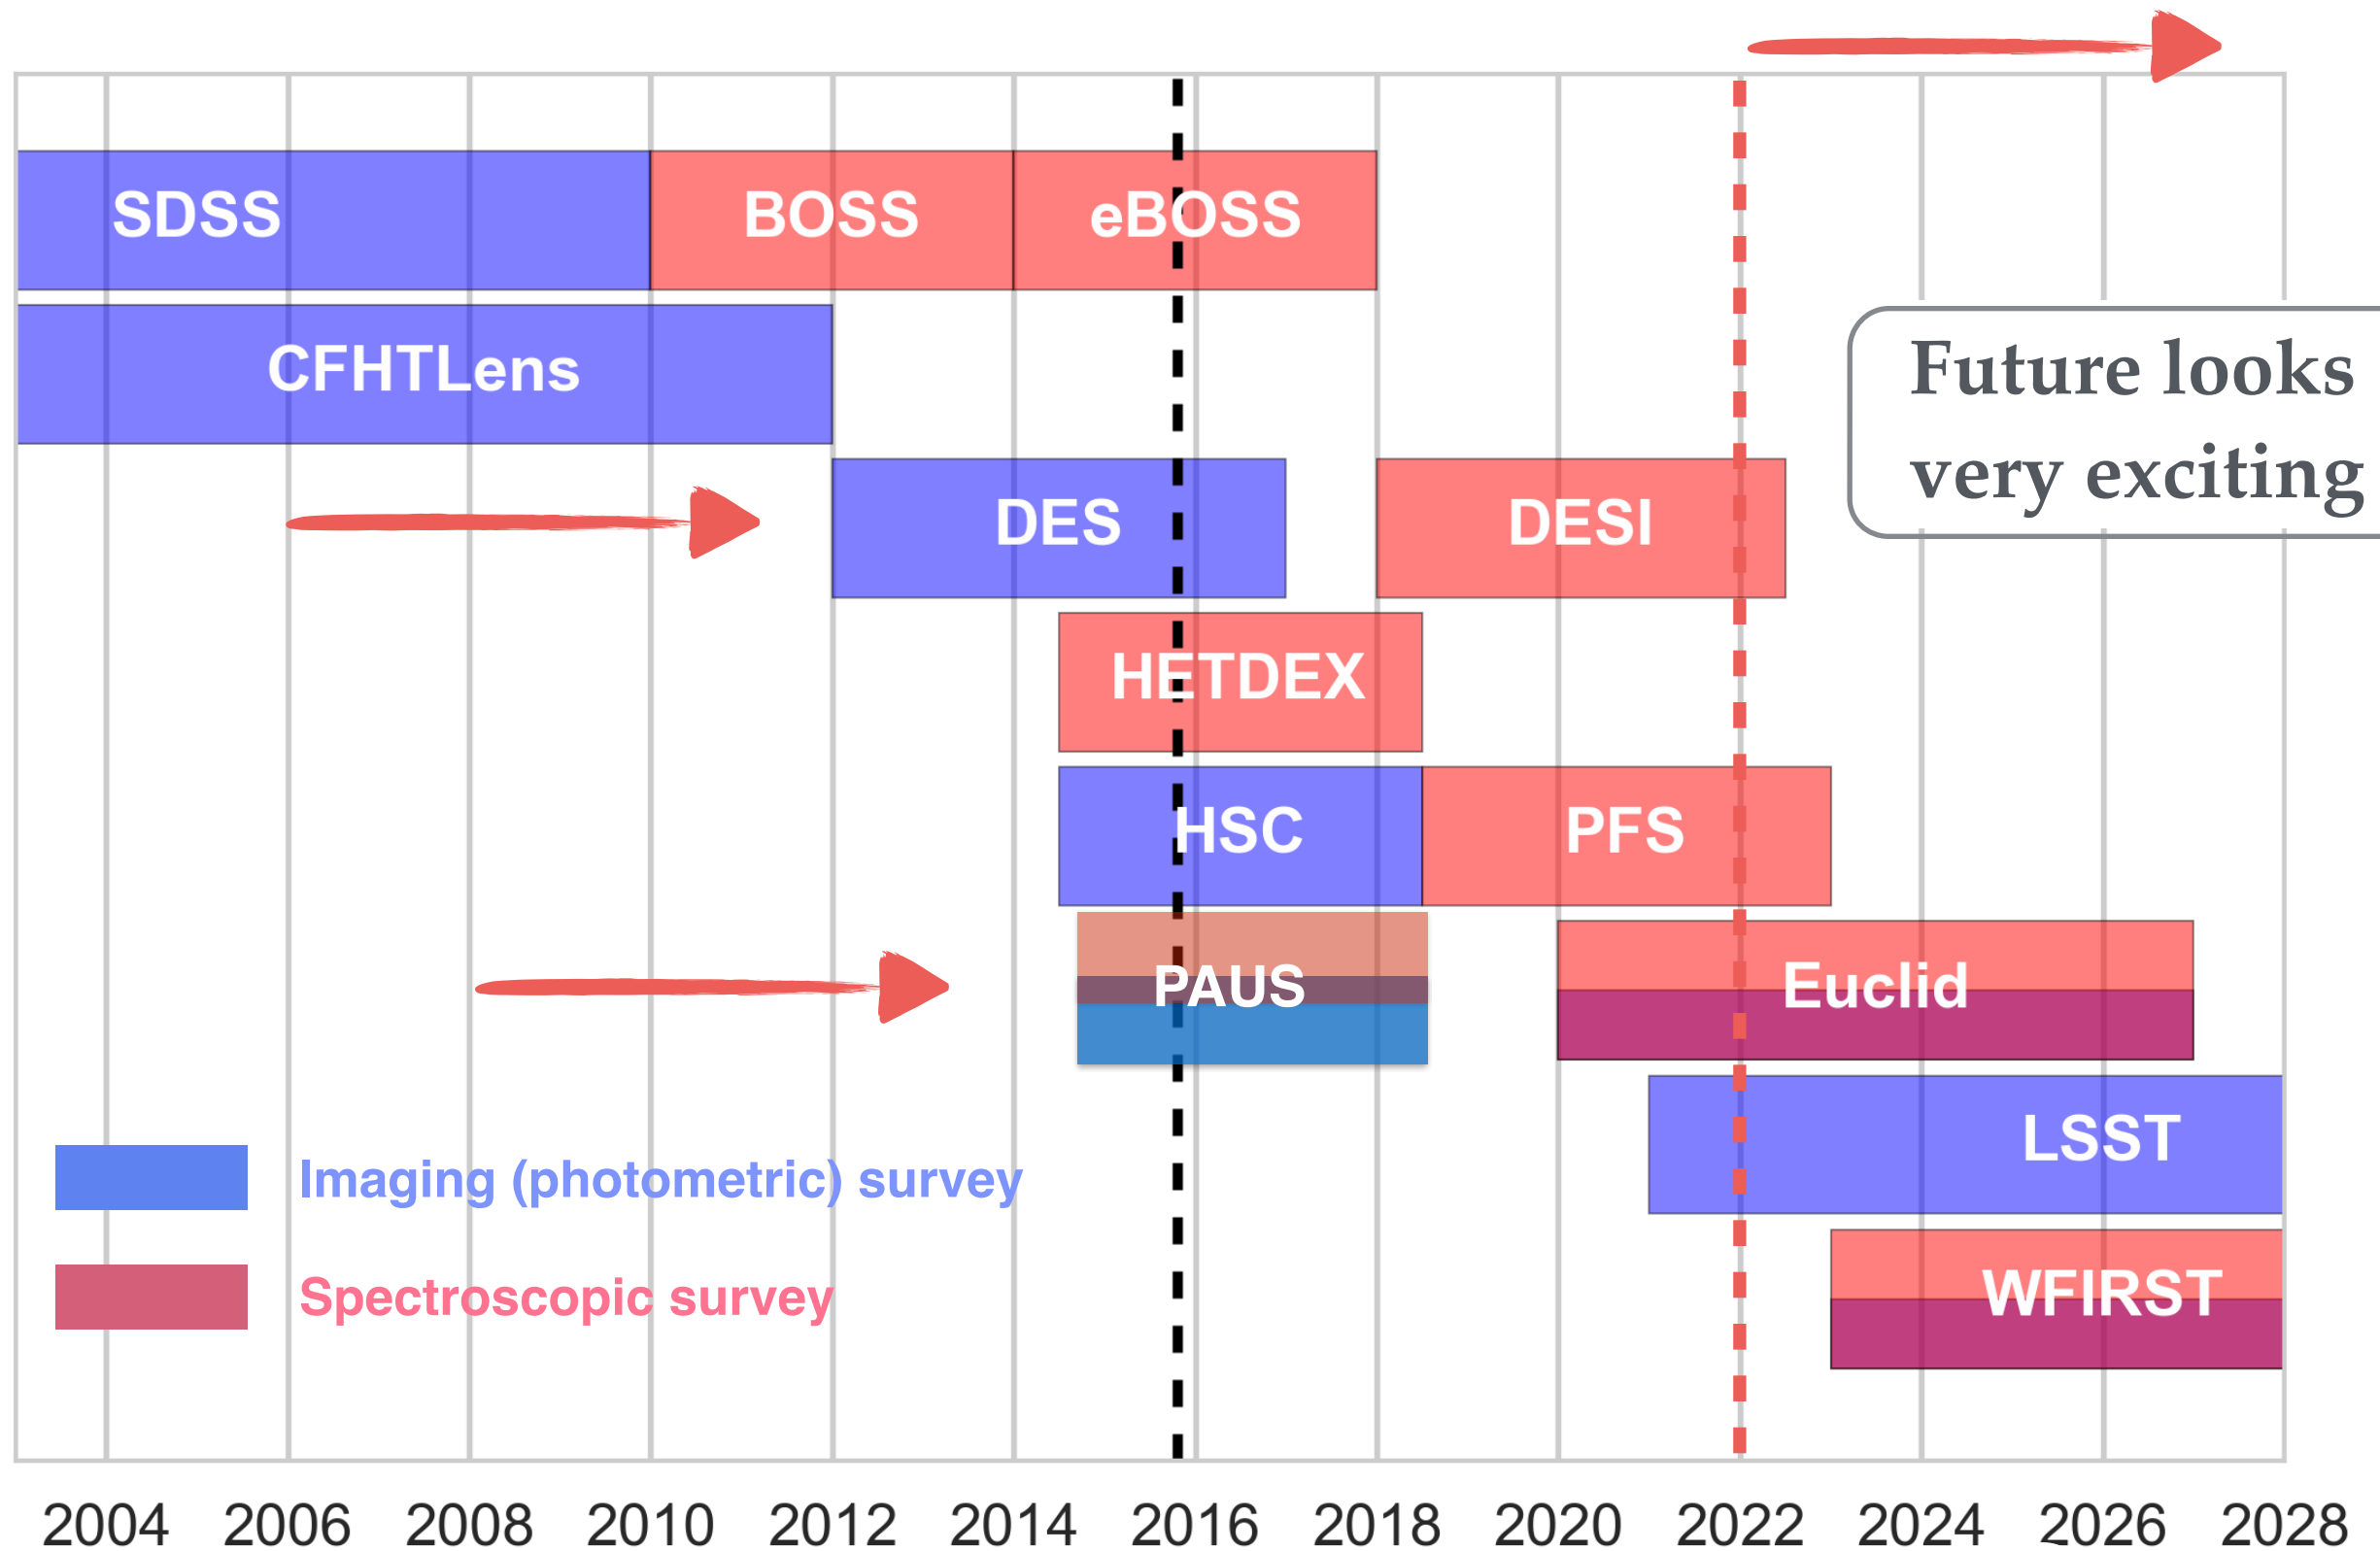 SDSS BOSS eBOSS
CFHTLens
Future looks
very exciting
DES DESI
HETDEX
HSC PFS
PAUS Euclid
LSST
Imaging (photometric) survey
WFIRST
Spectroscopic survey
2004 2006 2008 2010 2012 2014 2016 2018 2020 2022 2024 2026 2028